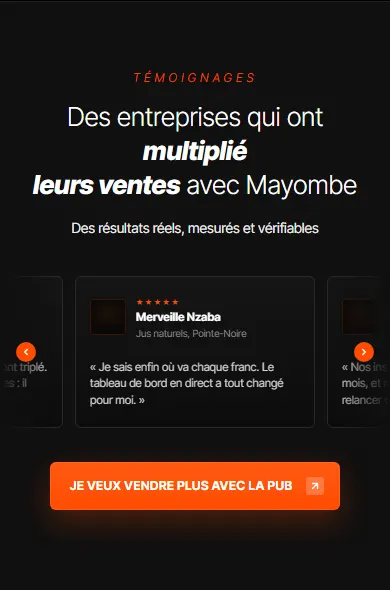 TÉMOIGNAGES
Des entreprises qui ont
multiplié
leurs ventes avec Mayombe
Des résultats réels, mesurés et vérifiables
★★★★★
Merveille Nzaba
Jus naturels, Pointe-Noire
« Je sais enfin où va chaque franc. Le
tableau de bord en direct a tout changé
pour moi. »
triplé.
: il
« Nos
mois, et
relancer
JE VEUX VENDRE PLUS AVEC LA PUB